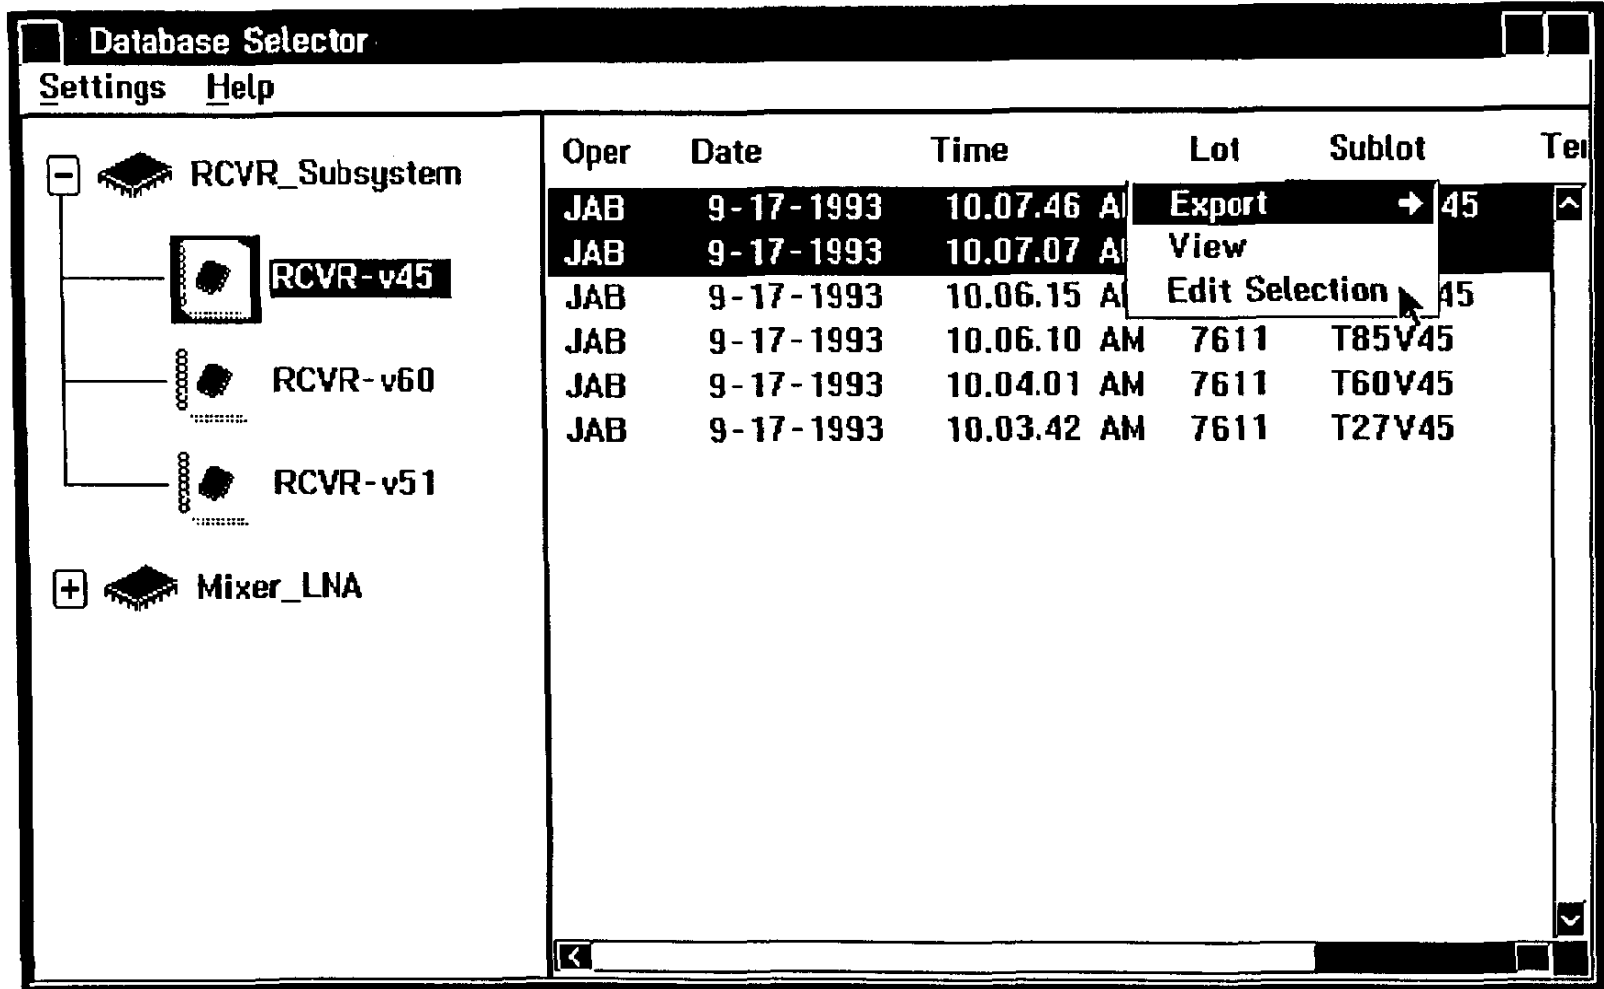 Database Selector
Settings Help
RCVR_Subsystem
RCVR-v45
RCVR-v60
RCVR-v51
Mixer_LNA
Oper Date Time Lot Sublot
JAB 9-17-1993 10.07.46 45
JAB 9-17-1993 10.07.07
JAB 9-17-1993 10.06.15 45
JAB 9-17-1993 10.06.10 AM 7611 T85V45
JAB 9-17-1993 10.04.01 AM 7611 T60V45
JAB 9-17-1993 10.03.42 AM 7611 T27V45
Export
View
Edit Selection